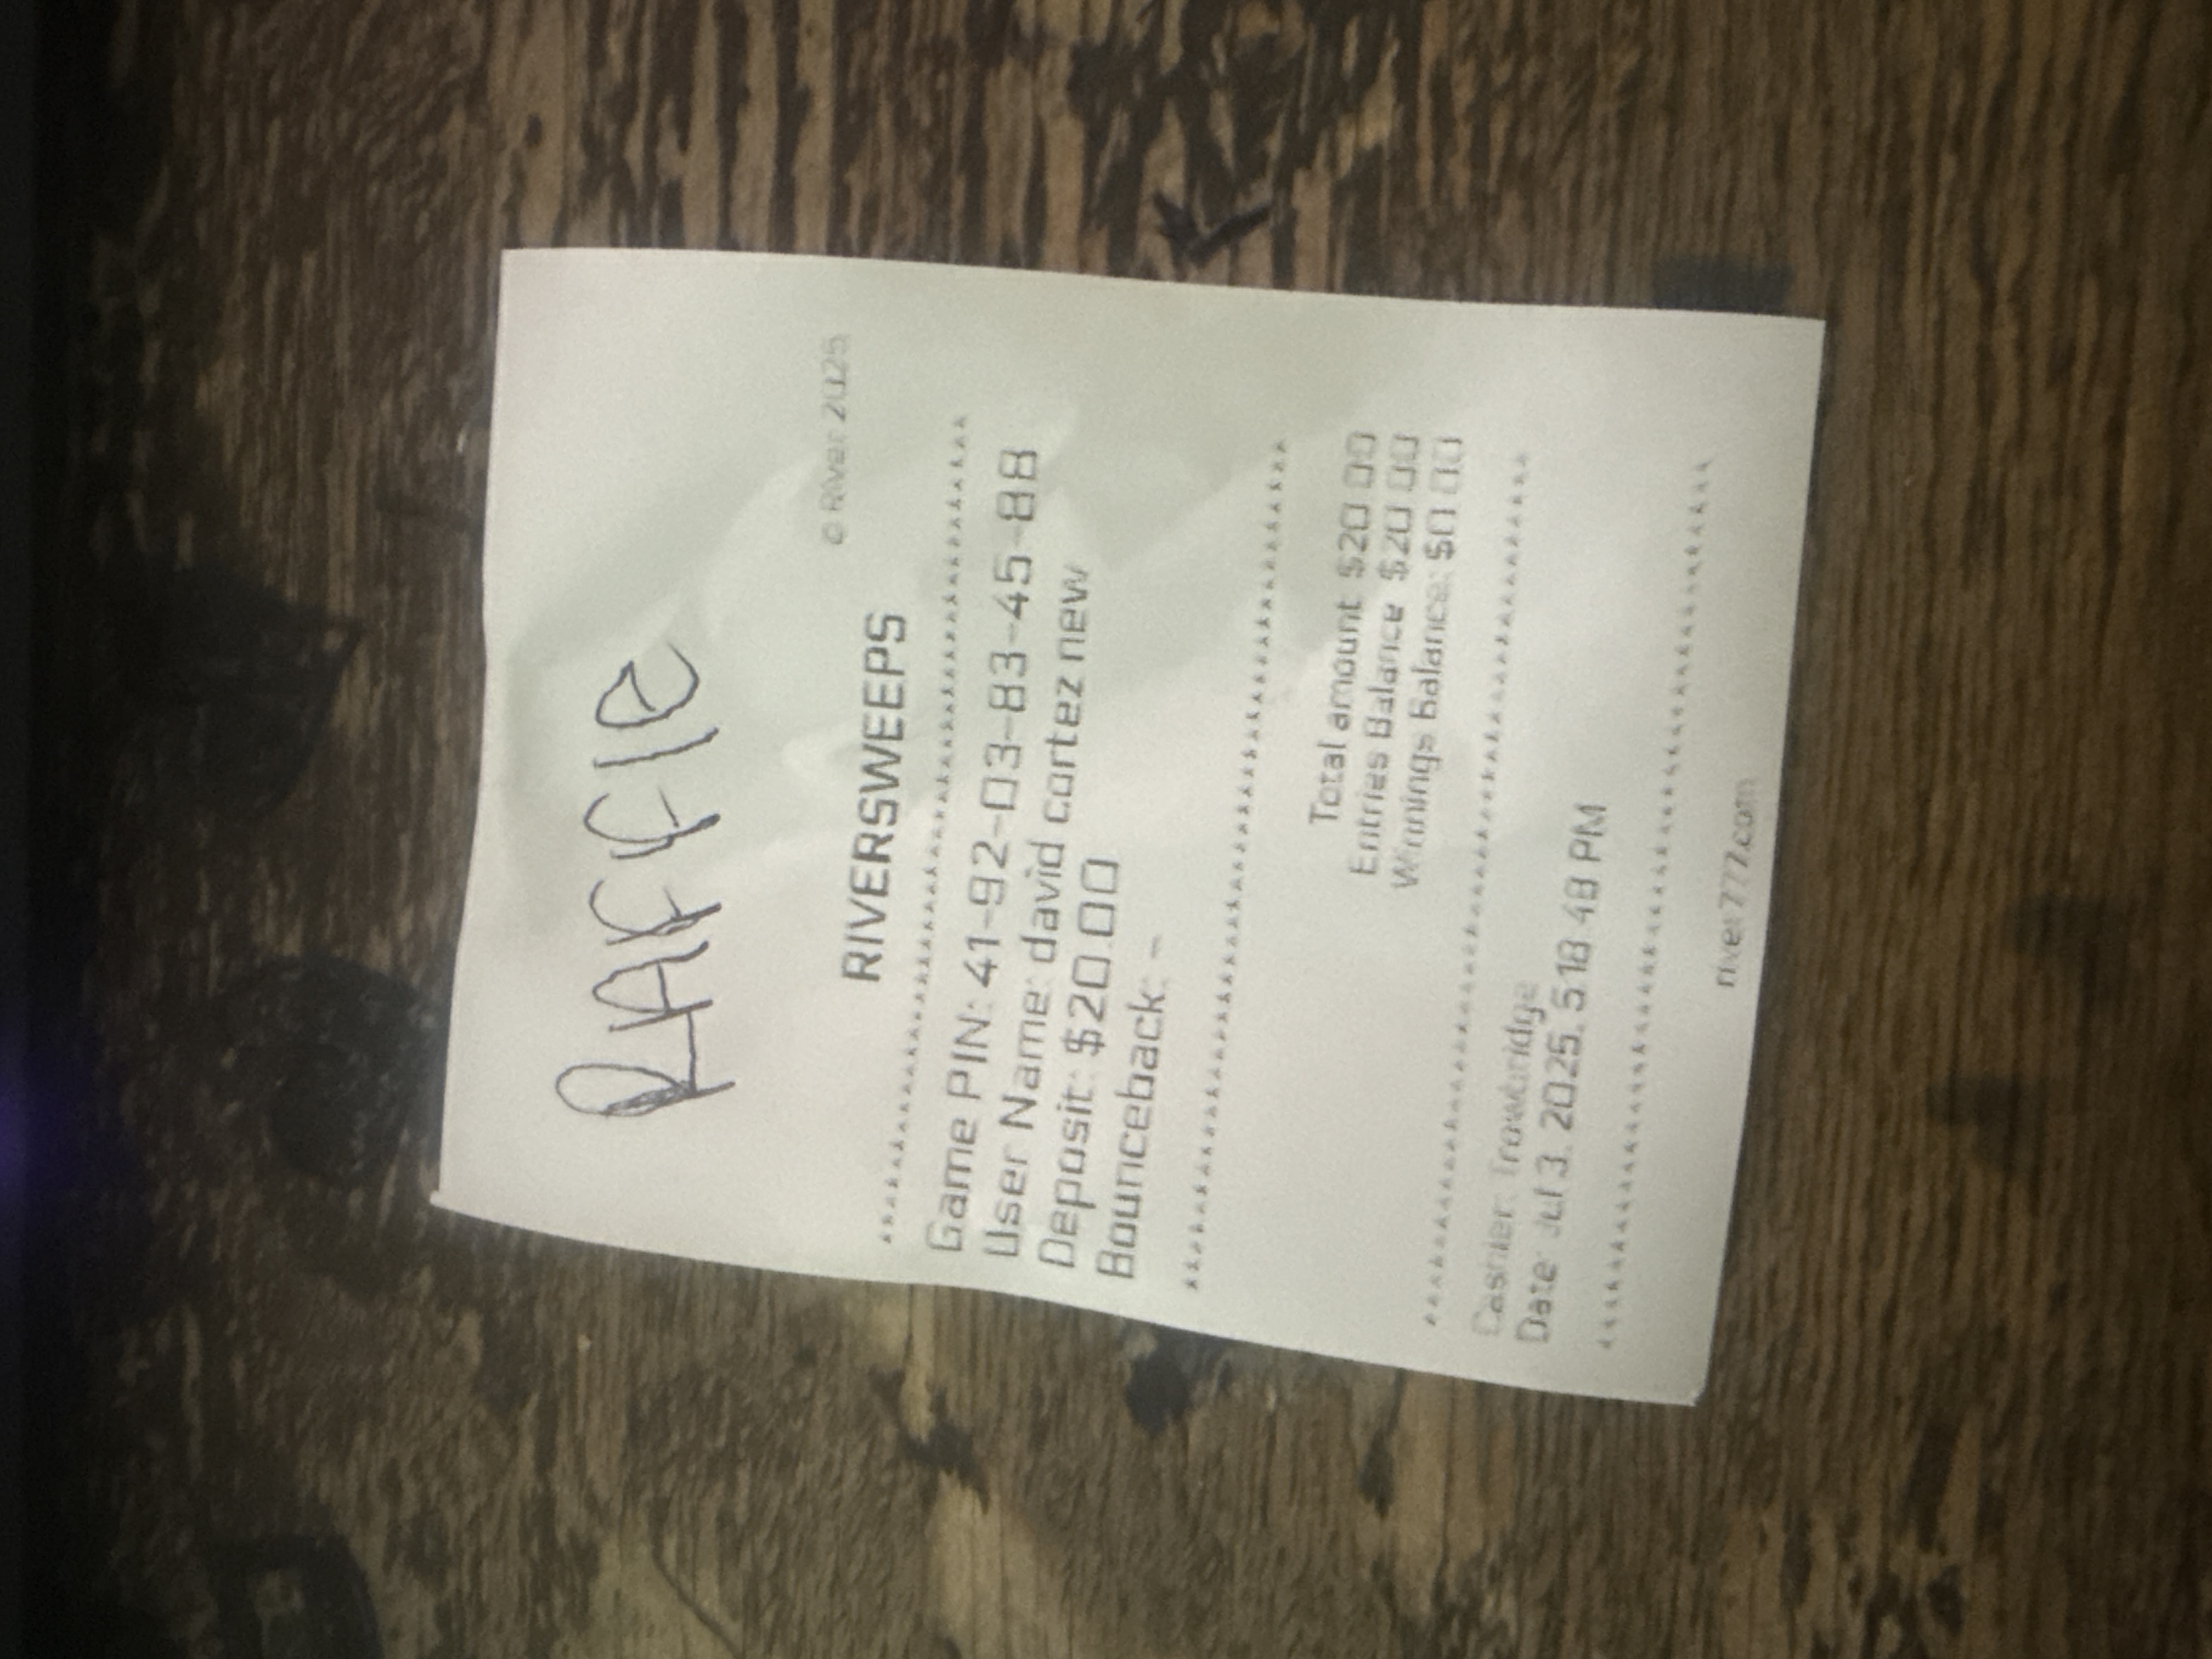 RAFFle
© River 2025
RIVERSWEEPS
********************************
Game PIN: 41-92-03-83-45-88
User Name: david cortez new
Deposit: $20.00
Bounceback: -
********************************
Total amount $20.00
Entries Balance $20.00
Winnings Balance: $0.00
********************************
Cashier: Trowbridge
Date: Jul 3, 2025, 5:18:48 PM
********************************
river777.com